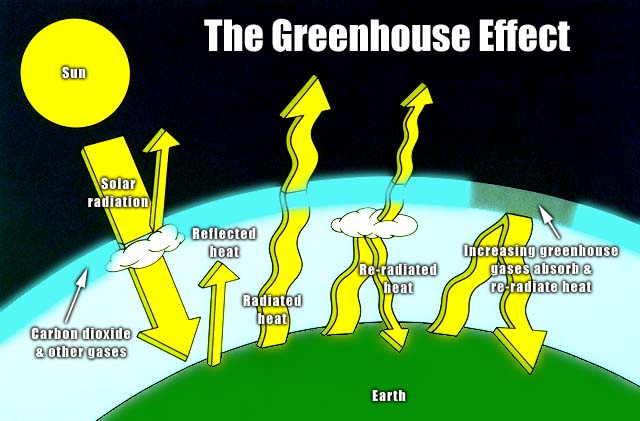 The Greenhouse Effect
Sun
Solar
radiation
Reflected
heat
Radiated
heat
Re-radiated
heat
Increasing greenhouse
gases absorb &
re-radiate heat
Carbon dioxide
& other gases
Earth